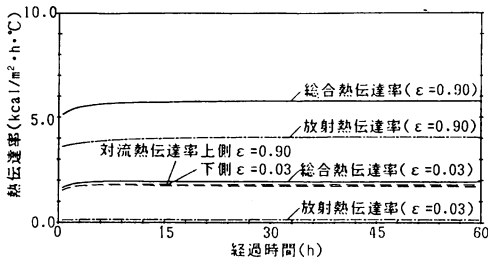 10.0
熱伝達率(kcal/m²·h·℃)
総合熱伝達率(ε=0.90)
5.0
放射熱伝達率(ε=0.90)
対流熱伝達率上側ε=0.90
下側ε=0.03
総合熱伝達率(ε=0.03)
放射熱伝達率(ε=0.03)
0.0
0
15
30
45
60
経過時間(h)